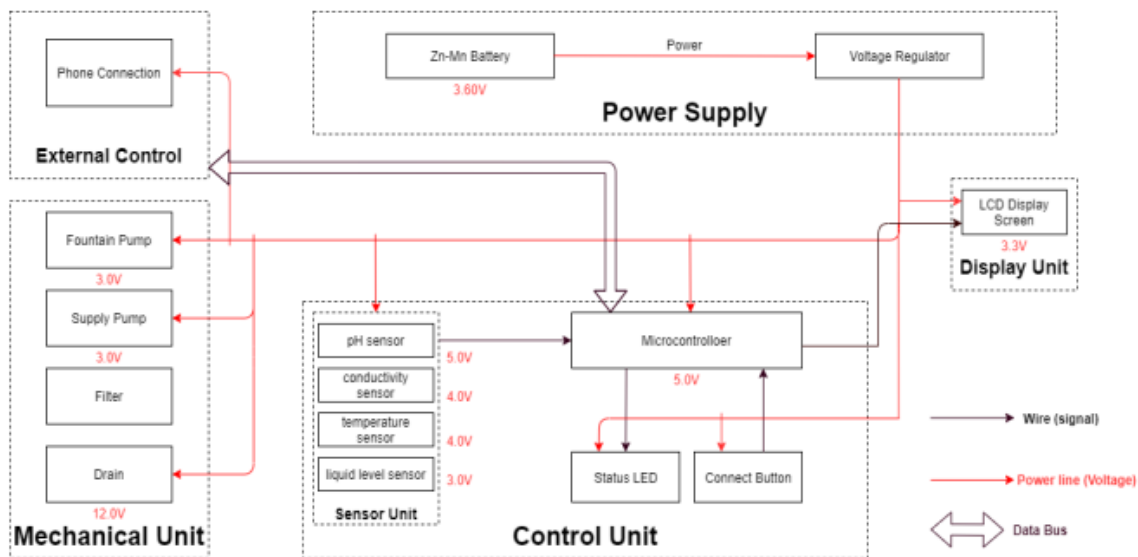 Phone Connection
External Control
Zn-Mn Battery
3.60V
Power
Voltage Regulator
Power Supply
Fountain Pump
3.0V
Supply Pump
3.0V
Filter
Drain
12.0V
Mechanical Unit
LCD Display
Screen
3.3V
Display Unit
pH sensor
5.0V
conductivity
sensor
4.0V
temperature
sensor
4.0V
liquid level sensor
3.0V
Sensor Unit
Microcontrolloer
5.0V
Status LED
Connect Button
Control Unit
Wire (signal)
Power line (Voltage)
Data Bus